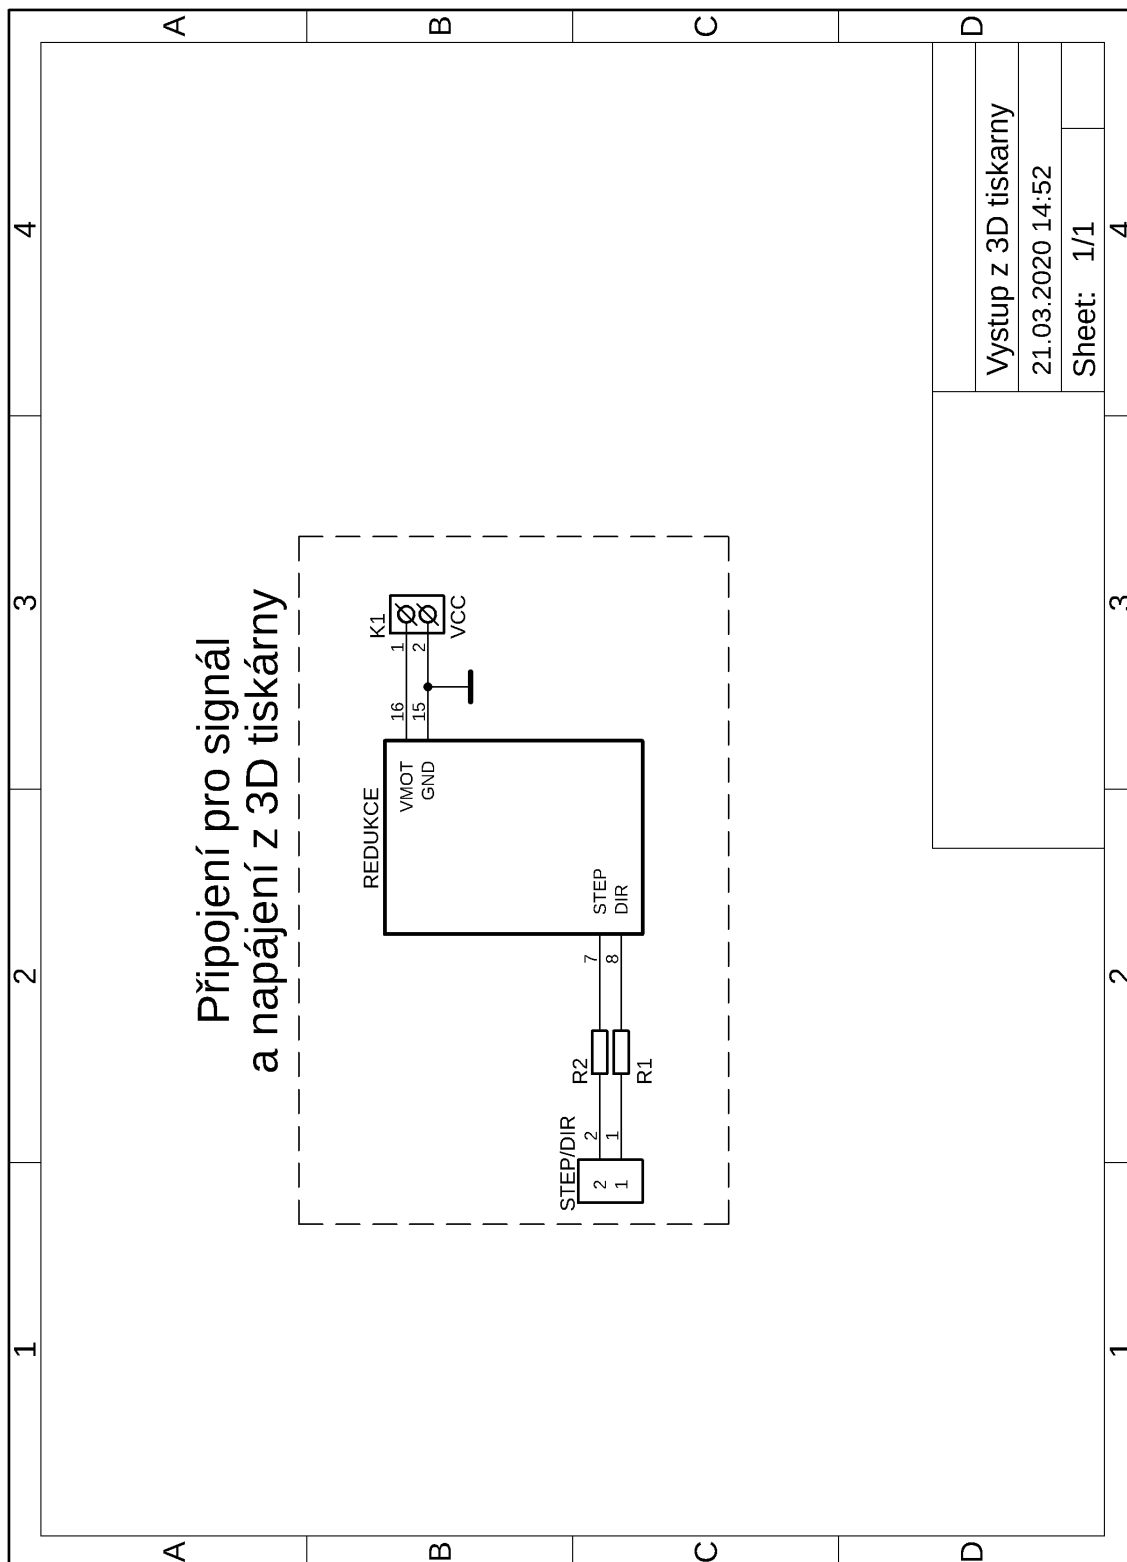 1 2 3 4
A A
Připojení pro signál
a napájení z 3D tiskárny
REDUKCE
K1
VMOT 16 1
GND 15 2
VCC
B B
STEP/DIR
R2
2 2 7 STEP
1 1 8 DIR
R1
C C
Vystup z 3D tiskarny
D D
21.03.2020 14:52
Sheet: 1/1
1 2 3 4